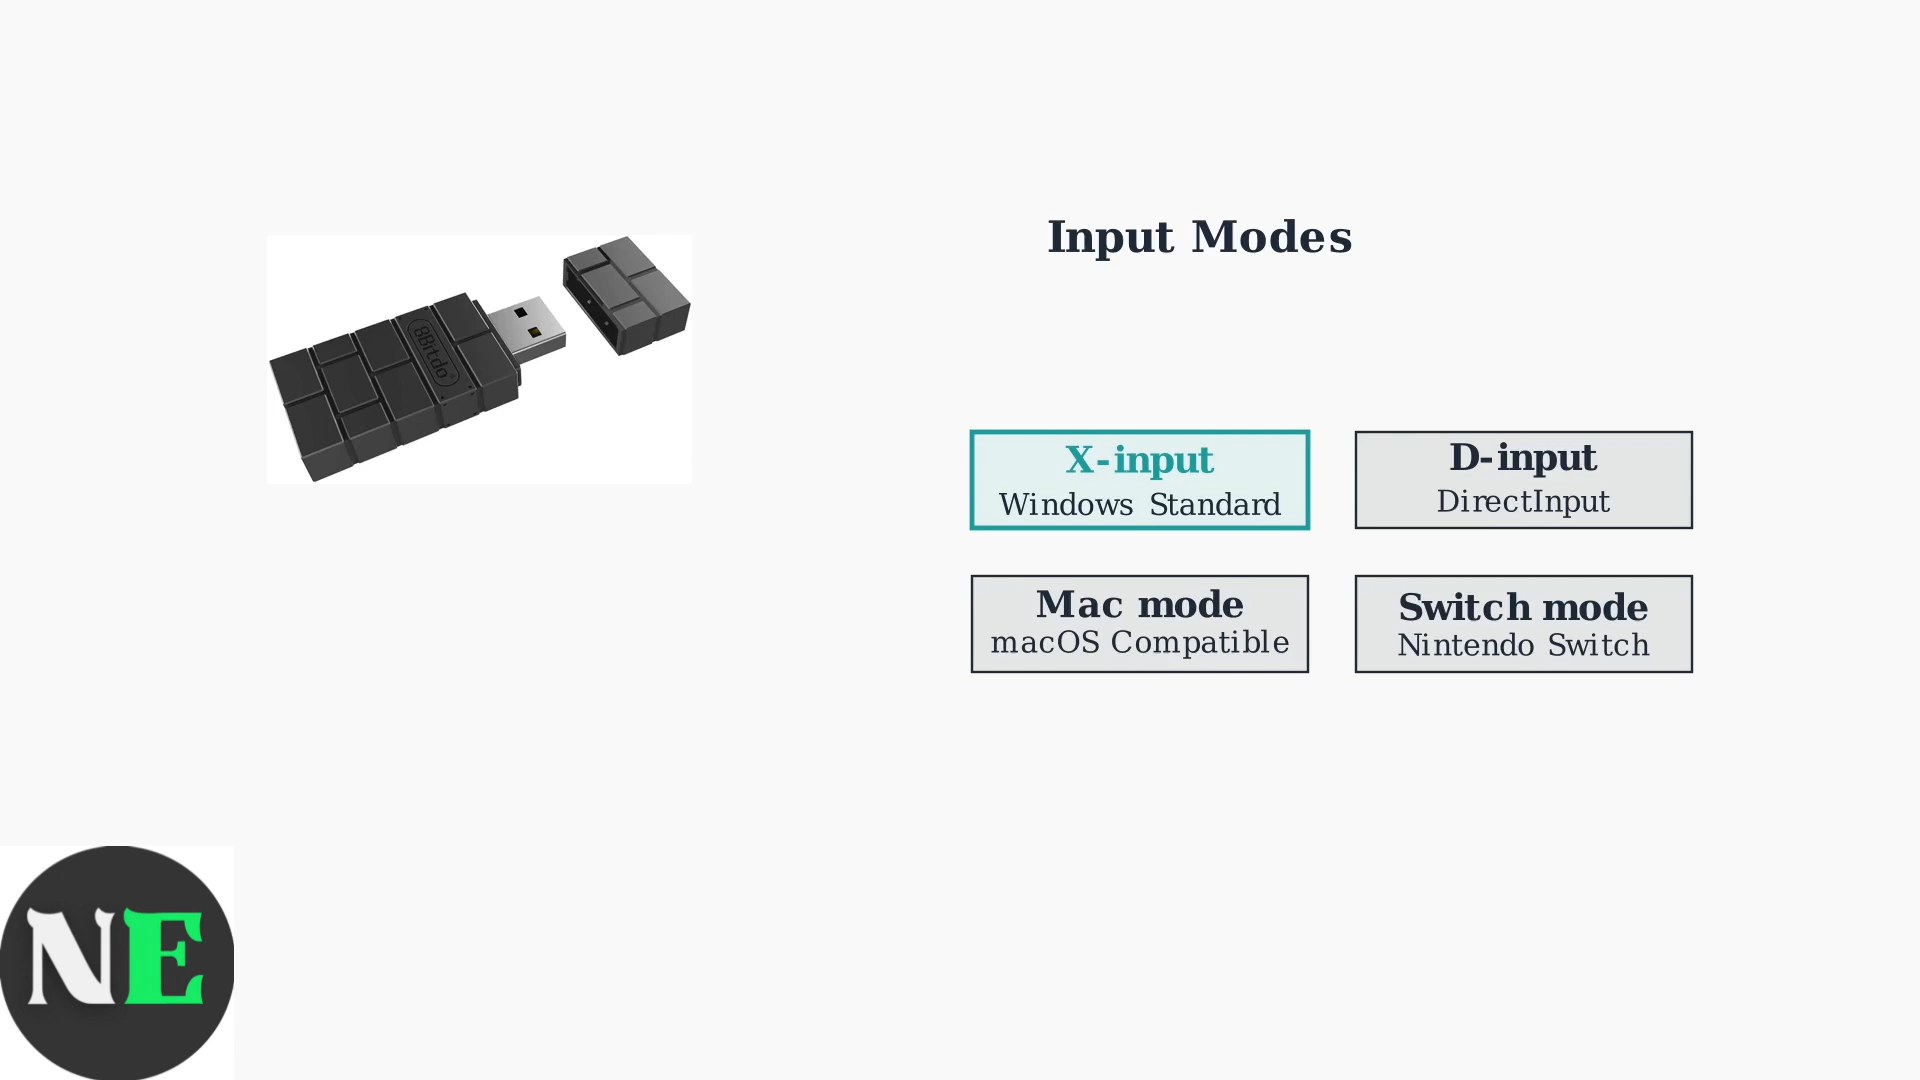 8Bitdo
Input Modes
X-input
Windows Standard
D-input
DirectInput
Mac mode
macOS Compatible
Switch mode
Nintendo Switch
NE